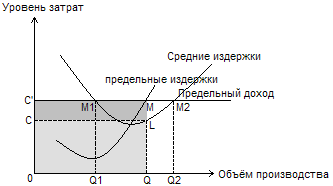 Уровень затрат
Средние издержки
предельные издержки
Предельный доход
C' M1 M M2
C L
0 Q1 Q Q2 Объём производства